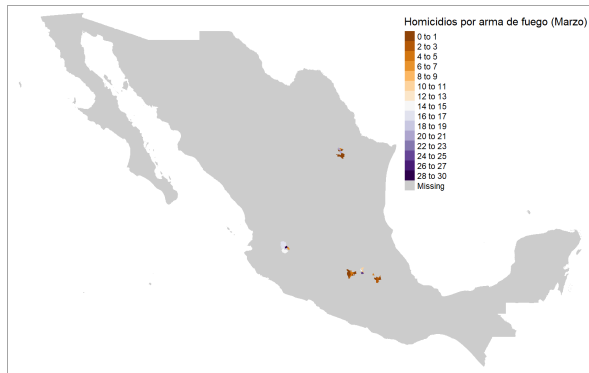 Homicidios por arma de fuego (Marzo)
0 to 1
2 to 3
4 to 5
6 to 7
8 to 9
10 to 11
12 to 13
14 to 15
16 to 17
18 to 19
20 to 21
22 to 23
24 to 25
26 to 27
28 to 30
Missing